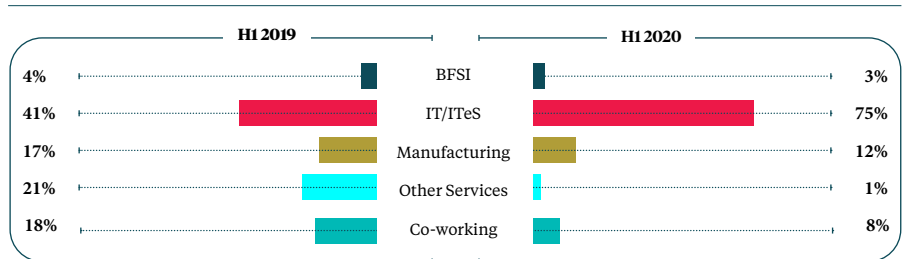 H1 2019 H1 2020
4% BFSI 3%
41% IT/ITeS 75%
17% Manufacturing 12%
21% Other Services 1%
18% Co-working 8%